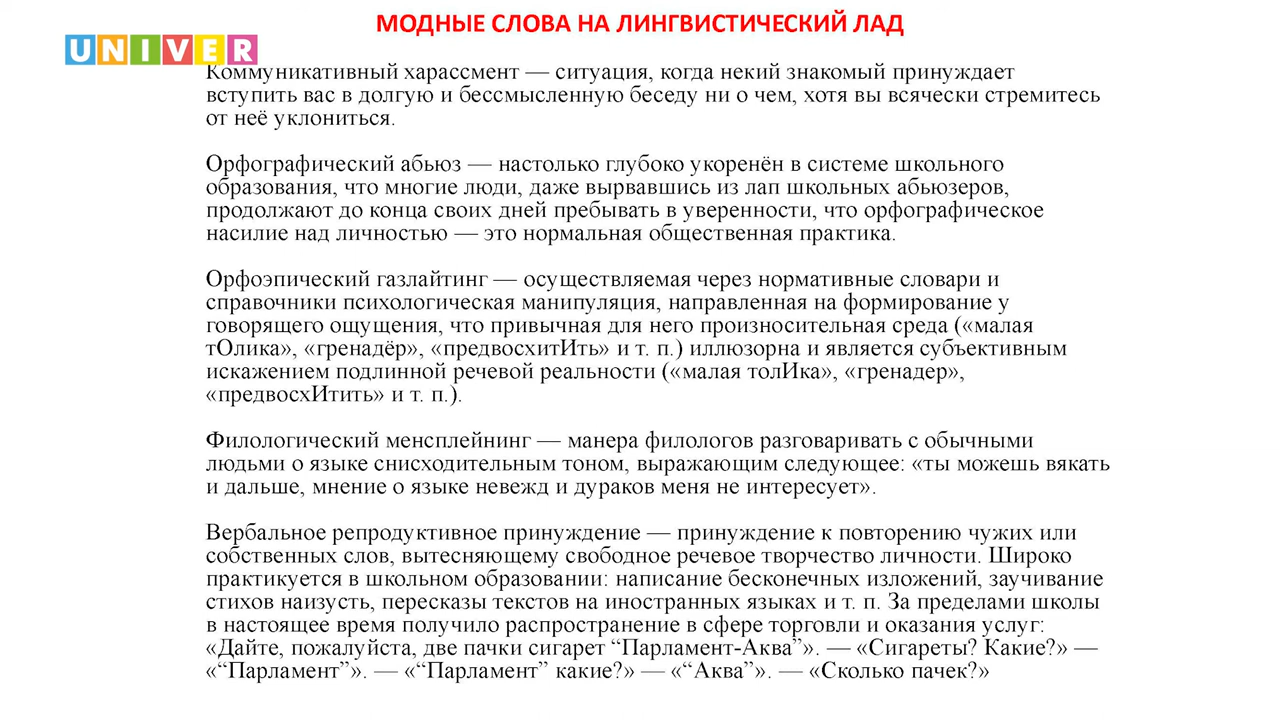 МОДНЫЕ СЛОВА НА ЛИНГВИСТИЧЕСКИЙ ЛАД
UNIVER
Коммуникативный харассмент — ситуация, когда некий знакомый принуждает
вступить вас в долгую и бессмысленную беседу ни о чем, хотя вы всячески стремитесь
от неё уклониться.
Орфографический абьюз — настолько глубоко укоренён в системе школьного
образования, что многие люди, даже вырвавшись из лап школьных абьюзеров,
продолжают до конца своих дней пребывать в уверенности, что орфографическое
насилие над личностью — это нормальная общественная практика.
Орфоэпический газлайтинг — осуществляемая через нормативные словари и
справочники психологическая манипуляция, направленная на формирование у
говорящего ощущения, что привычная для него произносительная среда («малая
тОлика», «гренадёр», «предвосхитИть» и т. п.) иллюзорна и является субъективным
искажением подлинной речевой реальности («малая толИка», «гренадер»,
«предвосхИтить» и т. п.).
Филологический менсплейнинг — манера филологов разговаривать с обычными
людьми о языке снисходительным тоном, выражающим следующее: «ты можешь вякать
и дальше, мнение о языке невежд и дураков меня не интересует».
Вербальное репродуктивное принуждение — принуждение к повторению чужих или
собственных слов, вытесняющему свободное речевое творчество личности. Широко
практикуется в школьном образовании: написание бесконечных изложений, заучивание
стихов наизусть, пересказы текстов на иностранных языках и т. п. За пределами школы
в настоящее время получило распространение в сфере торговли и оказания услуг:
«Дайте, пожалуйста, две пачки сигарет “Парламент-Аква”». — «Сигареты? Какие?» —
«“Парламент”». — «“Парламент” какие?» — «“Аква”». — «Сколько пачек?»